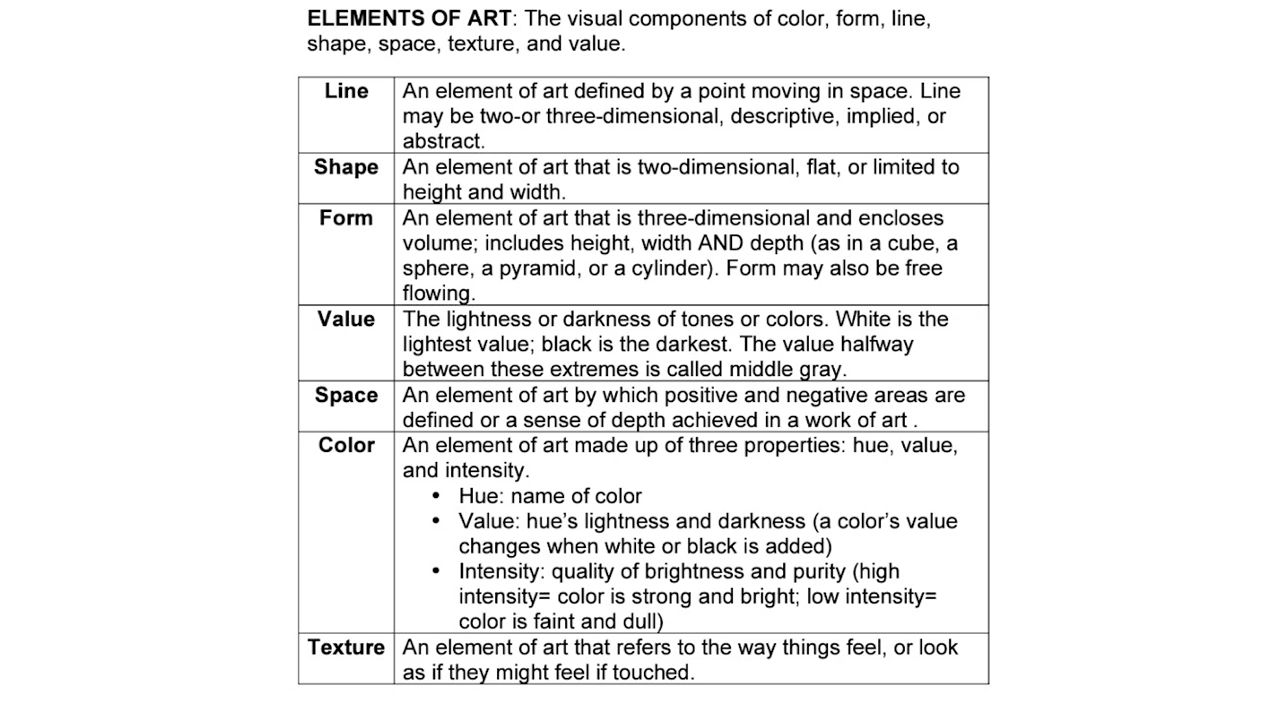 ELEMENTS OF ART: The visual components of color, form, line,
shape, space, texture, and value.
Line
An element of art defined by a point moving in space. Line
may be two-or three-dimensional, descriptive, implied, or
abstract.
Shape
An element of art that is two-dimensional, flat, or limited to
height and width.
Form
An element of art that is three-dimensional and encloses
volume; includes height, width AND depth (as in a cube, a
sphere, a pyramid, or a cylinder). Form may also be free
flowing.
Value
The lightness or darkness of tones or colors. White is the
lightest value; black is the darkest. The value halfway
between these extremes is called middle gray.
Space
An element of art by which positive and negative areas are
defined or a sense of depth achieved in a work of art .
Color
An element of art made up of three properties: hue, value,
and intensity.
• Hue: name of color
• Value: hue’s lightness and darkness (a color’s value
changes when white or black is added)
• Intensity: quality of brightness and purity (high
intensity= color is strong and bright; low intensity=
color is faint and dull)
Texture
An element of art that refers to the way things feel, or look
as if they might feel if touched.